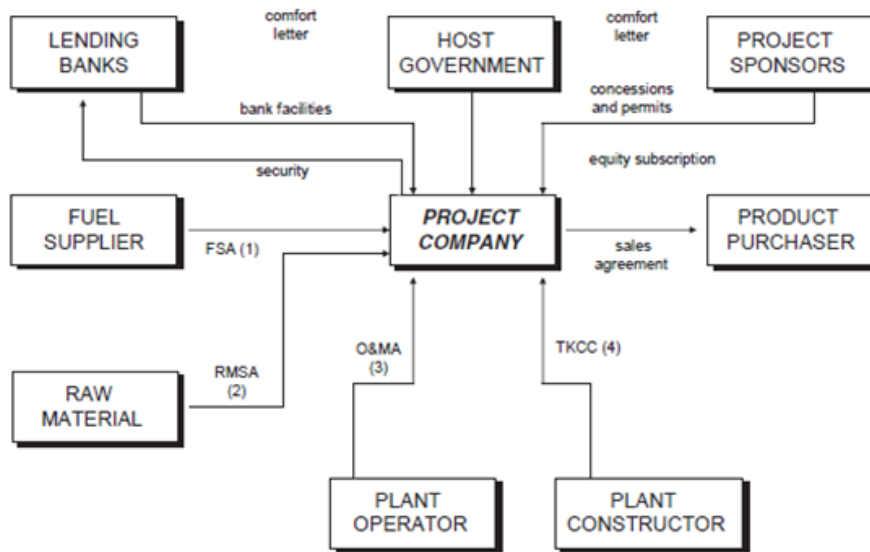 comfort
letter
comfort
letter
LENDING
BANKS
HOST
GOVERNMENT
PROJECT
SPONSORS
bank facilities
concessions
and permits
security
equity subscription
FUEL
SUPPLIER
FSA (1)
PROJECT
COMPANY
sales
agreement
PRODUCT
PURCHASER
RAW
MATERIAL
RMSA
(2)
O&MA
(3)
TKCC (4)
PLANT
OPERATOR
PLANT
CONSTRUCTOR